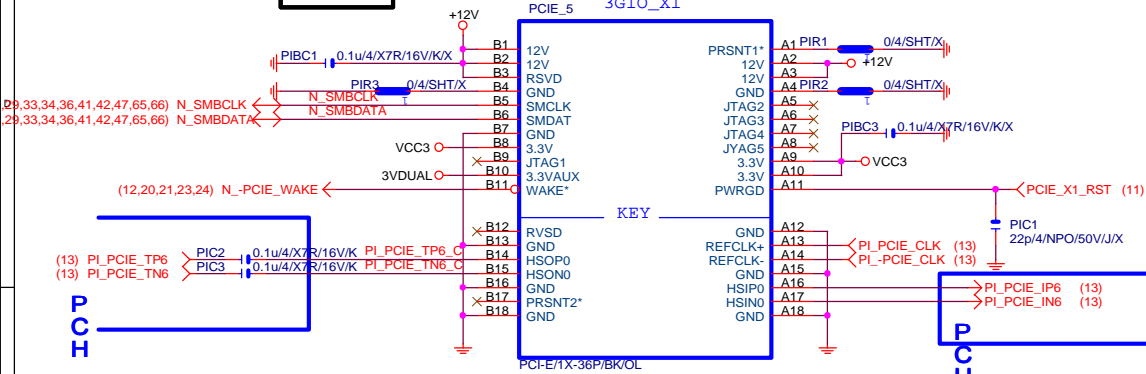 3GIO_X1
PCIE_5
+12V
PIBC1 0.1u/4/X7R/16V/K/X
B1 12V PRSNT1* A1 PIR1 0/4/SHT/X
B2 12V 12V A2 +12V
B3 RSVD 12V A3
PIR3 0/4/SHT/X B4 GND GND A4 PIR2 0/4/SHT/X
,29,33,34,36,41,42,47,65,66) N_SMBCLK N_SMBCLK B5 SMCLK JTAG2 A5
,29,33,34,36,41,42,47,65,66) N_SMBDATA N_SMBDATA B6 SMDAT JTAG3 A6
B7 GND JTAG4 A7 PIBC3 0.1u/4/X7R/16V/K/X
VCC3 B8 3.3V JYAG5 A8
B9 JTAG1 3.3V A9 VCC3
3VDUAL B10 3.3VAUX 3.3V A10
(12,20,21,23,24) N_-PCIE_WAKE B11 WAKE* PWRGD A11 PCIE_X1_RST (11)
KEY
B12 RVSD GND A12 PIC1
22p/4/NPO/50V/J/X
B13 GND REFCLK+ A13 PI_PCIE_CLK (13)
(13) PI_PCIE_TP6 PIC2 0.1u/4/X7R/16V/K PI_PCIE_TP6_C B14 HSOP0 REFCLK- A14 PI_-PCIE_CLK (13)
(13) PI_PCIE_TN6 PIC3 0.1u/4/X7R/16V/K PI_PCIE_TN6_C B15 HSON0 GND A15
B16 GND HSIP0 A16 PI_PCIE_IP6 (13)
B17 PRSNT2* HSIN0 A17 PI_PCIE_IN6 (13)
B18 GND GND A18
PCH
PCH
PCI-E/1X-36P/BK/OL